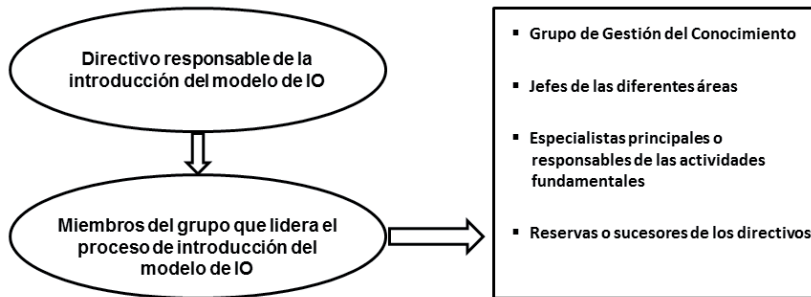 Directivo responsable de la
introducción del modelo de IO
Miembros del grupo que lidera el
proceso de introducción del
modelo de IO
▪ Grupo de Gestión del Conocimiento
▪ Jefes de las diferentes áreas
▪ Especialistas principales o
responsables de las actividades
fundamentales
▪ Reservas o sucesores de los directivos